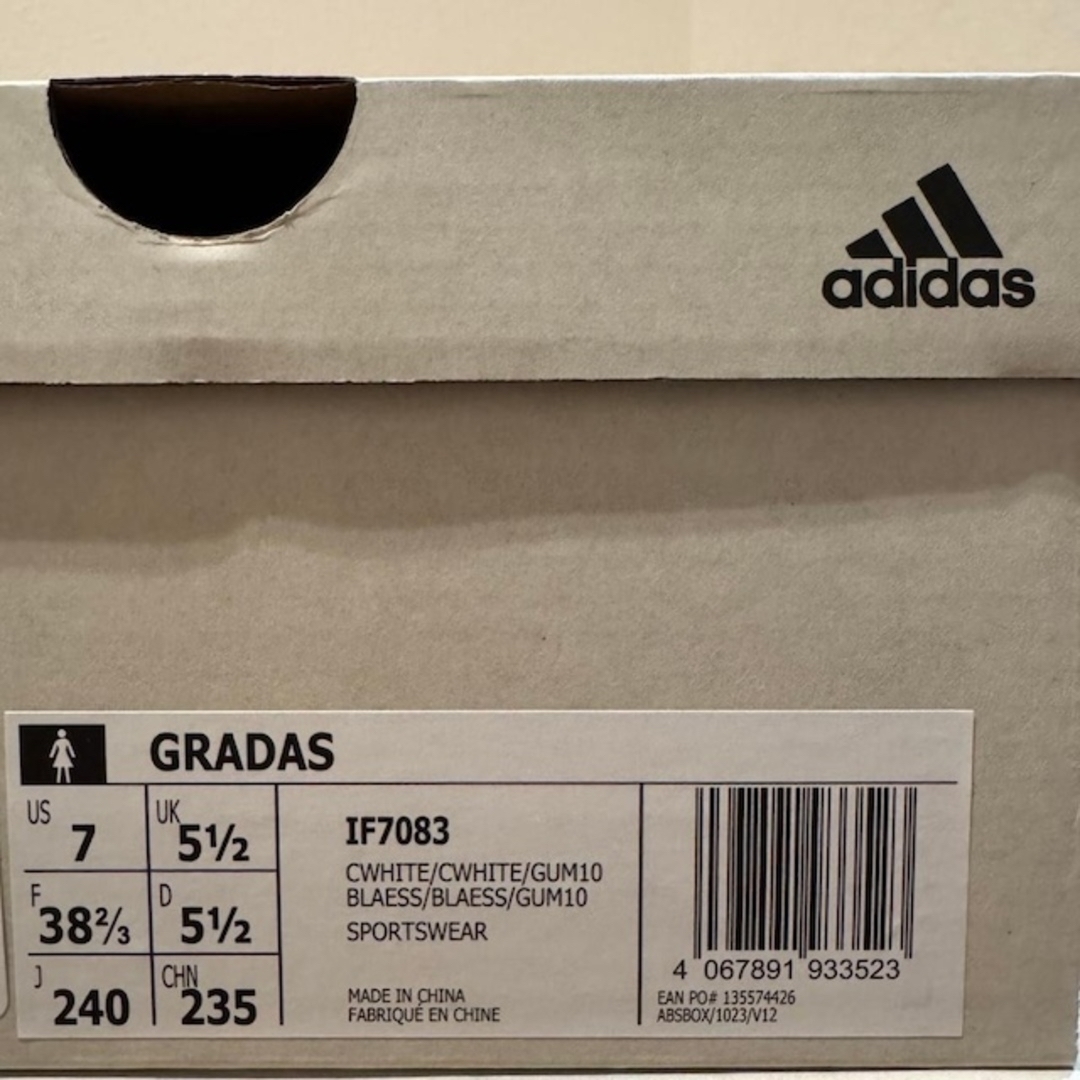 adidas
GRADAS
US 7 UK 5½
F 38⅔ D 5½
J 240 CHN 235
IF7083
CWHITE/CWHITE/GUM10
BLAESS/BLAESS/GUM10
SPORTSWEAR
MADE IN CHINA
FABRIQUÉ EN CHINE
4 067891 933523
EAN PO# 135574426
ABSBOX/1023/V12